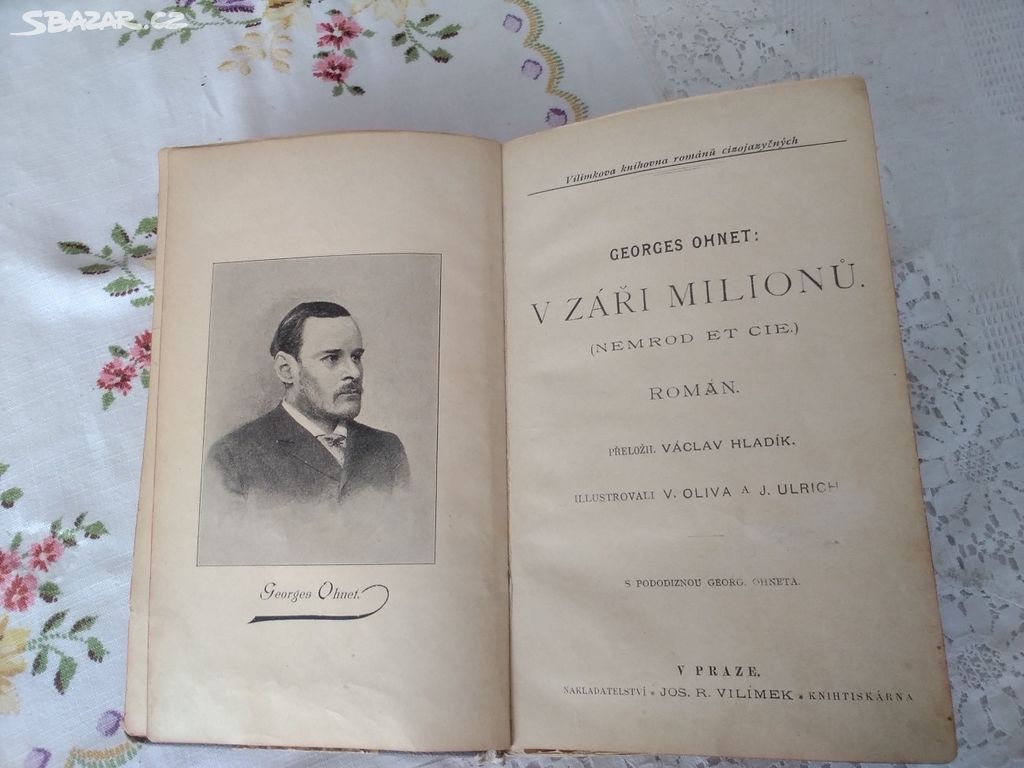 SBAZAR.CZ
Georges Ohnet.
Vilímkova knihovna románů cizojazyčných
GEORGES OHNET:
V ZÁŘI MILIONŮ.
(NEMROD ET CIE.)
ROMÁN.
PŘELOŽIL VÁCLAV HLADÍK.
ILLUSTROVALI V. OLIVA A J. ULRICH
S PODOBIZNOU GEORG. OHNETA.
V PRAZE.
NAKLADATELSTVÍ • JOS. R. VILÍMEK • KNIHTISKÁRNA